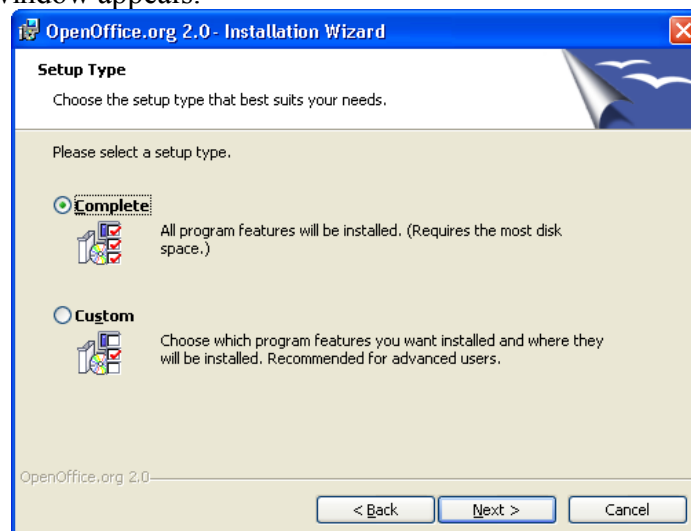 window appears.
OpenOffice.org 2.0 - Installation Wizard
Setup Type
Choose the setup type that best suits your needs.
Please select a setup type.
Complete
All program features will be installed. (Requires the most disk
space.)
Custom
Choose which program features you want installed and where they
will be installed. Recommended for advanced users.
OpenOffice.org 2.0
< Back Next > Cancel